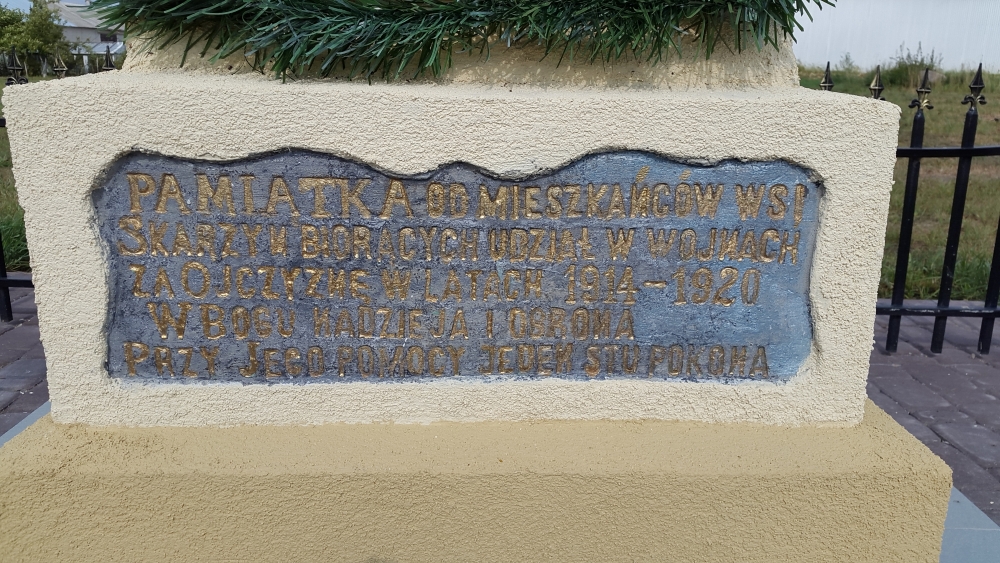 PAMIATKA OD MIESZKAŃCÓW WSI
SKARZYN BIORĄCYCH UDZIAŁ W WOJNACH
ZA OJCZYZNĘ W LATACH 1914-1920
W BOGU NADZIEJA I OBRONA
PRZY JEGO POMOCY JEDEN STU POKONA